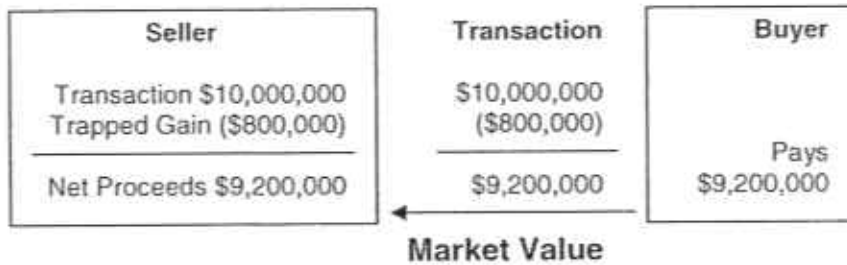 Seller Transaction Buyer
Transaction $10,000,000 $10,000,000
Trapped Gain ($800,000) ($800,000)
Pays
Net Proceeds $9,200,000 $9,200,000 $9,200,000
Market Value